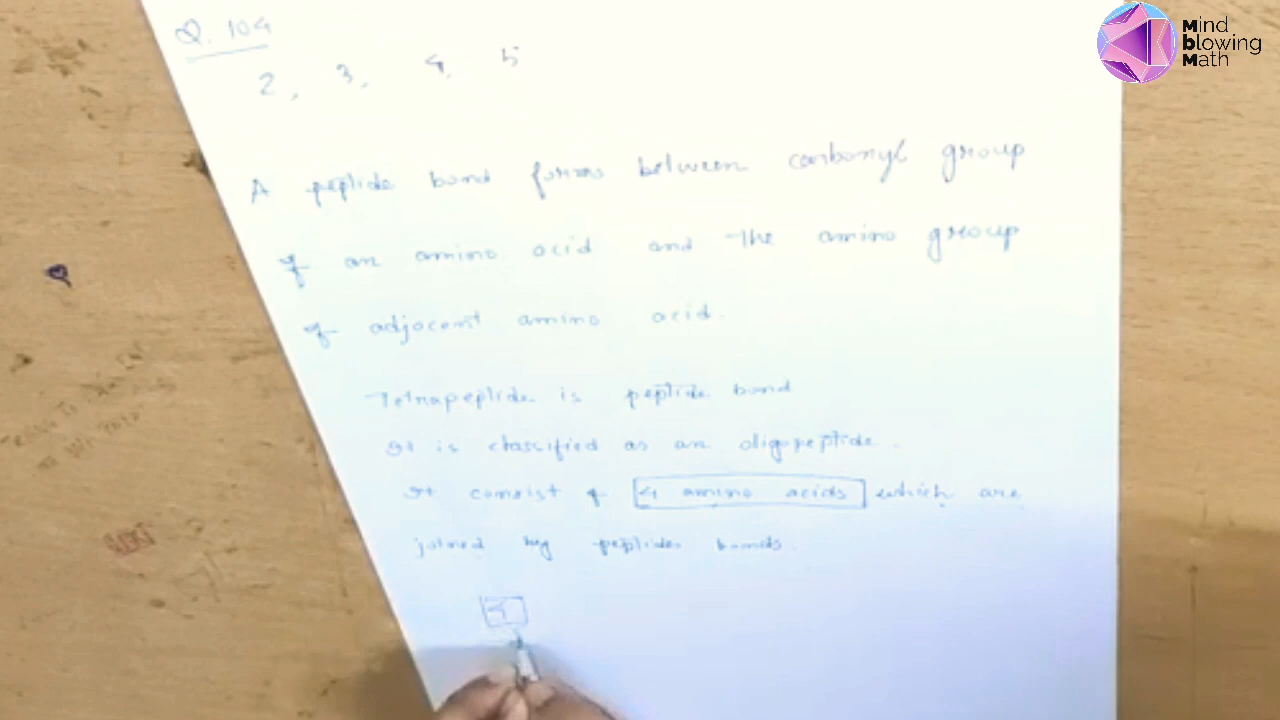 Q. 104
2, 3, 4, 5
A peptide bond forms between carbonyl group
of an amino acid and the amino group
of adjacent amino acid.
Tetrapeptide is peptide bond
It is classified as an oligopeptide.
It consist of 4 amino acids which are
joined by peptides bonds.
4
Mind
blowing
Math